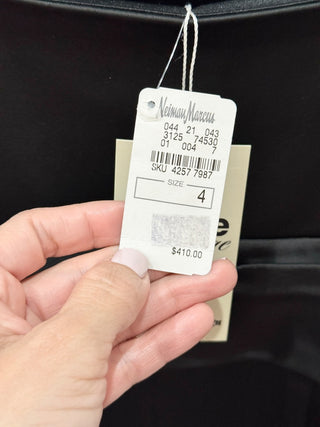 Neiman Marcus
044 21 043
3125 74530
01 004 7
SKU 4257 7987
SIZE
4
$410.00